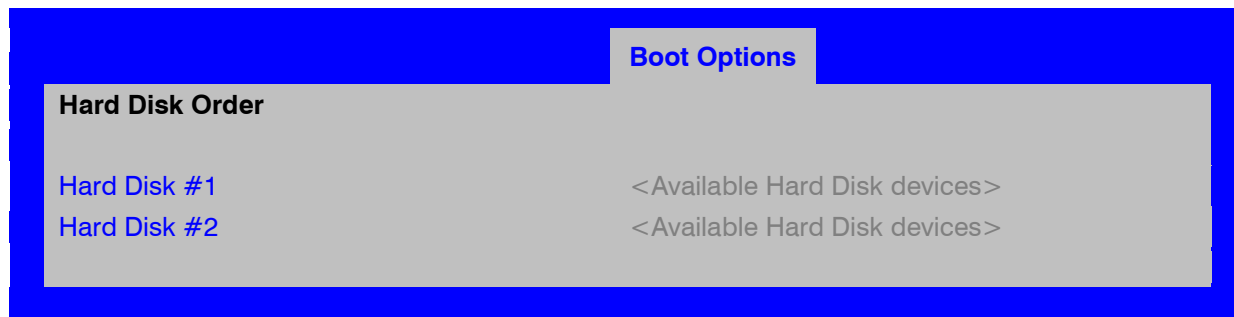 Boot Options
Hard Disk Order
Hard Disk #1 <Available Hard Disk devices>
Hard Disk #2 <Available Hard Disk devices>